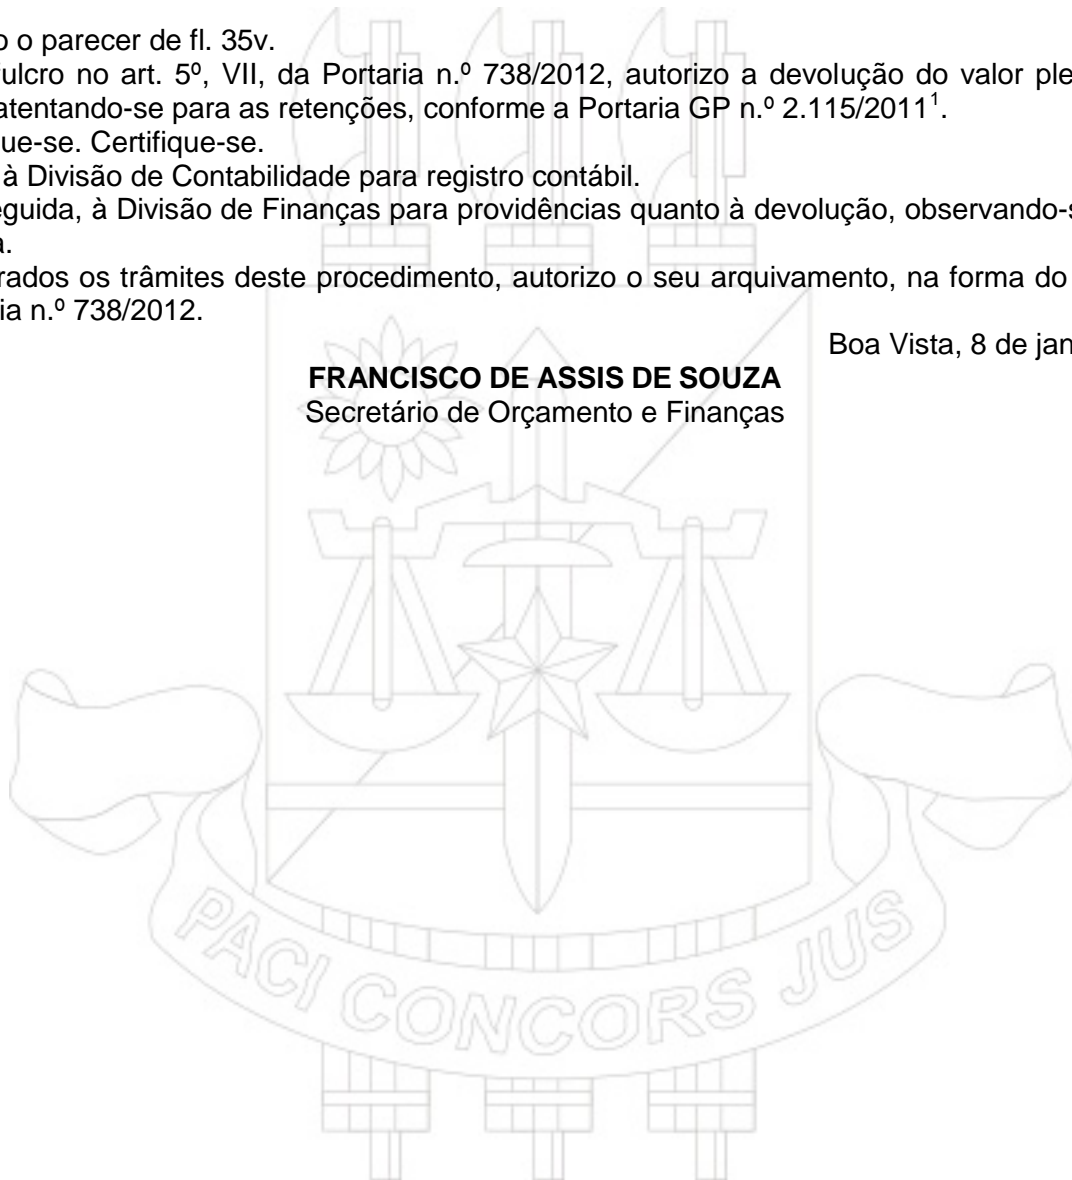 o o parecer de fl. 35v.
ulcro no art. 5º, VII, da Portaria n.º 738/2012, autorizo a devolução do valor ple
atentando-se para as retenções, conforme a Portaria GP n.º 2.115/2011¹.
que-se. Certifique-se.
à Divisão de Contabilidade para registro contábil.
eguida, à Divisão de Finanças para providências quanto à devolução, observando-s
a.
rados os trâmites deste procedimento, autorizo o seu arquivamento, na forma do
ia n.º 738/2012.
Boa Vista, 8 de jan
FRANCISCO DE ASSIS DE SOUZA
Secretário de Orçamento e Finanças
PACI CONCORS JUS